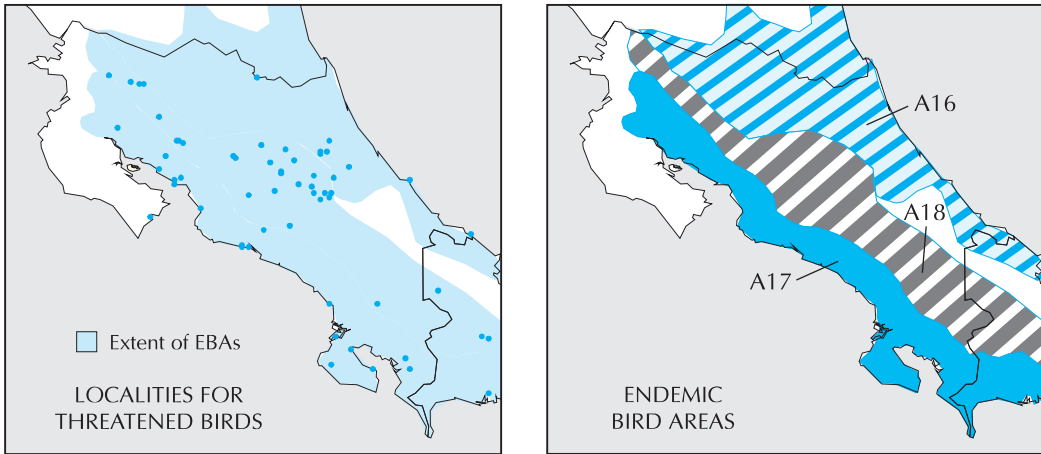 Extent of EBAs
LOCALITIES FOR
THREATENED BIRDS
A16
A18
A17
ENDEMIC
BIRD AREAS